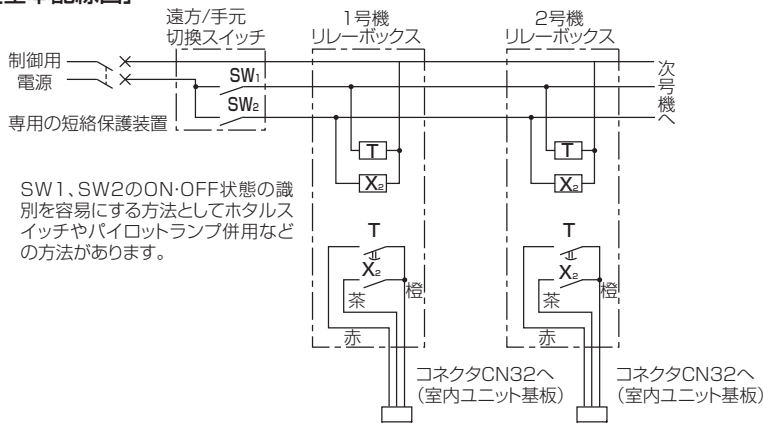 遠方/手元
切換スイッチ
1号機
リレーボックス
2号機
リレーボックス
制御用
電源
SW₁
SW₂
専用の短絡保護装置
次号機へ
T
X₂
T
X₂
SW1、SW2のON・OFF状態の識
別を容易にする方法としてホタルス
イッチやパイロットランプ併用など
の方法があります。
T
X₂
茶
橙
赤
T
X₂
茶
橙
赤
コネクタCN32へ
（室内ユニット基板）
コネクタCN32へ
（室内ユニット基板）